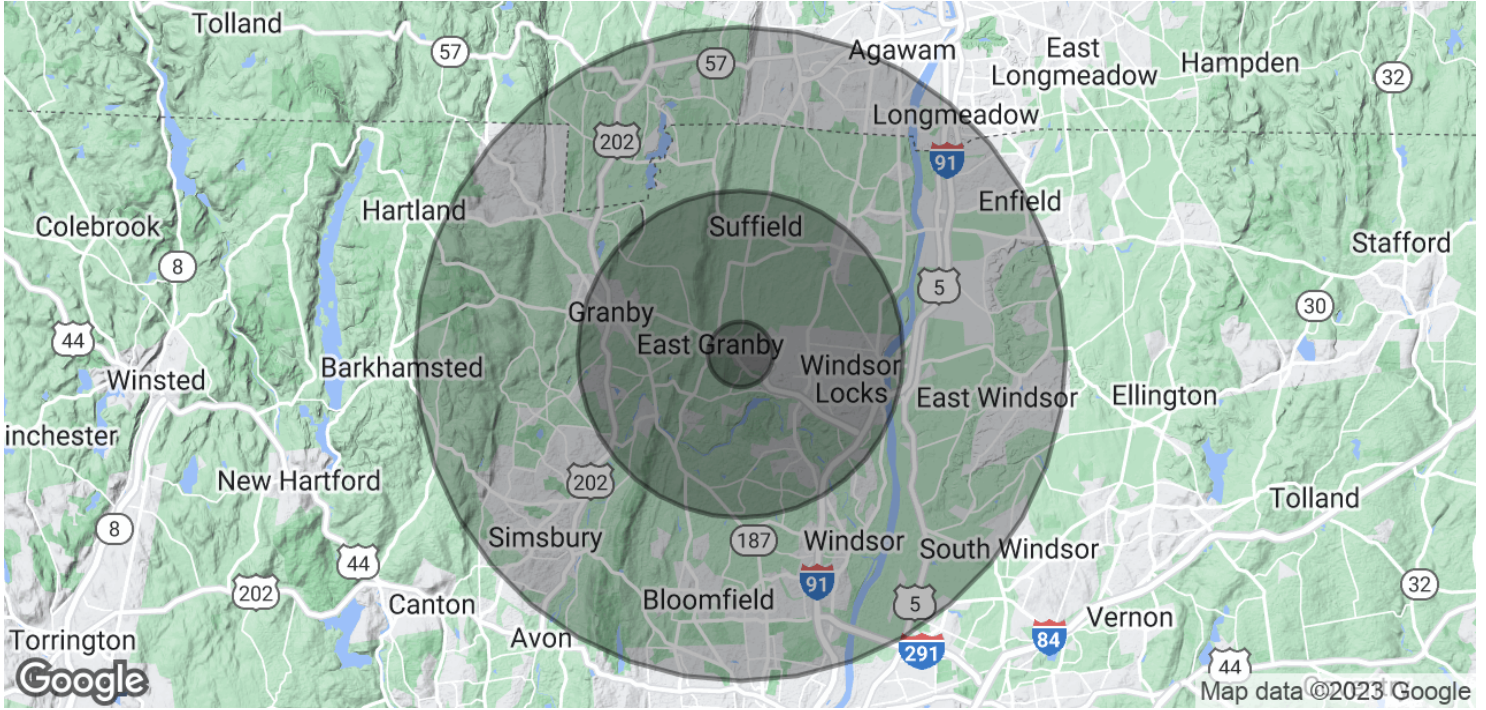 Tolland
57
57
Agawam
East
Longmeadow
Hampden
32
Longmeadow
202
91
Hartland
Enfield
Colebrook
Suffield
Stafford
8
5
30
Granby
44
East Granby
Windsor
Locks
Winsted
Barkhamsted
East Windsor
Ellington
inchester
New Hartford
202
Tolland
8
Simsbury
187
Windsor
South Windsor
44
91
202
Canton
Bloomfield
5
32
Vernon
Torrington
Avon
291
84
44
Google
Map data ©2023 Google